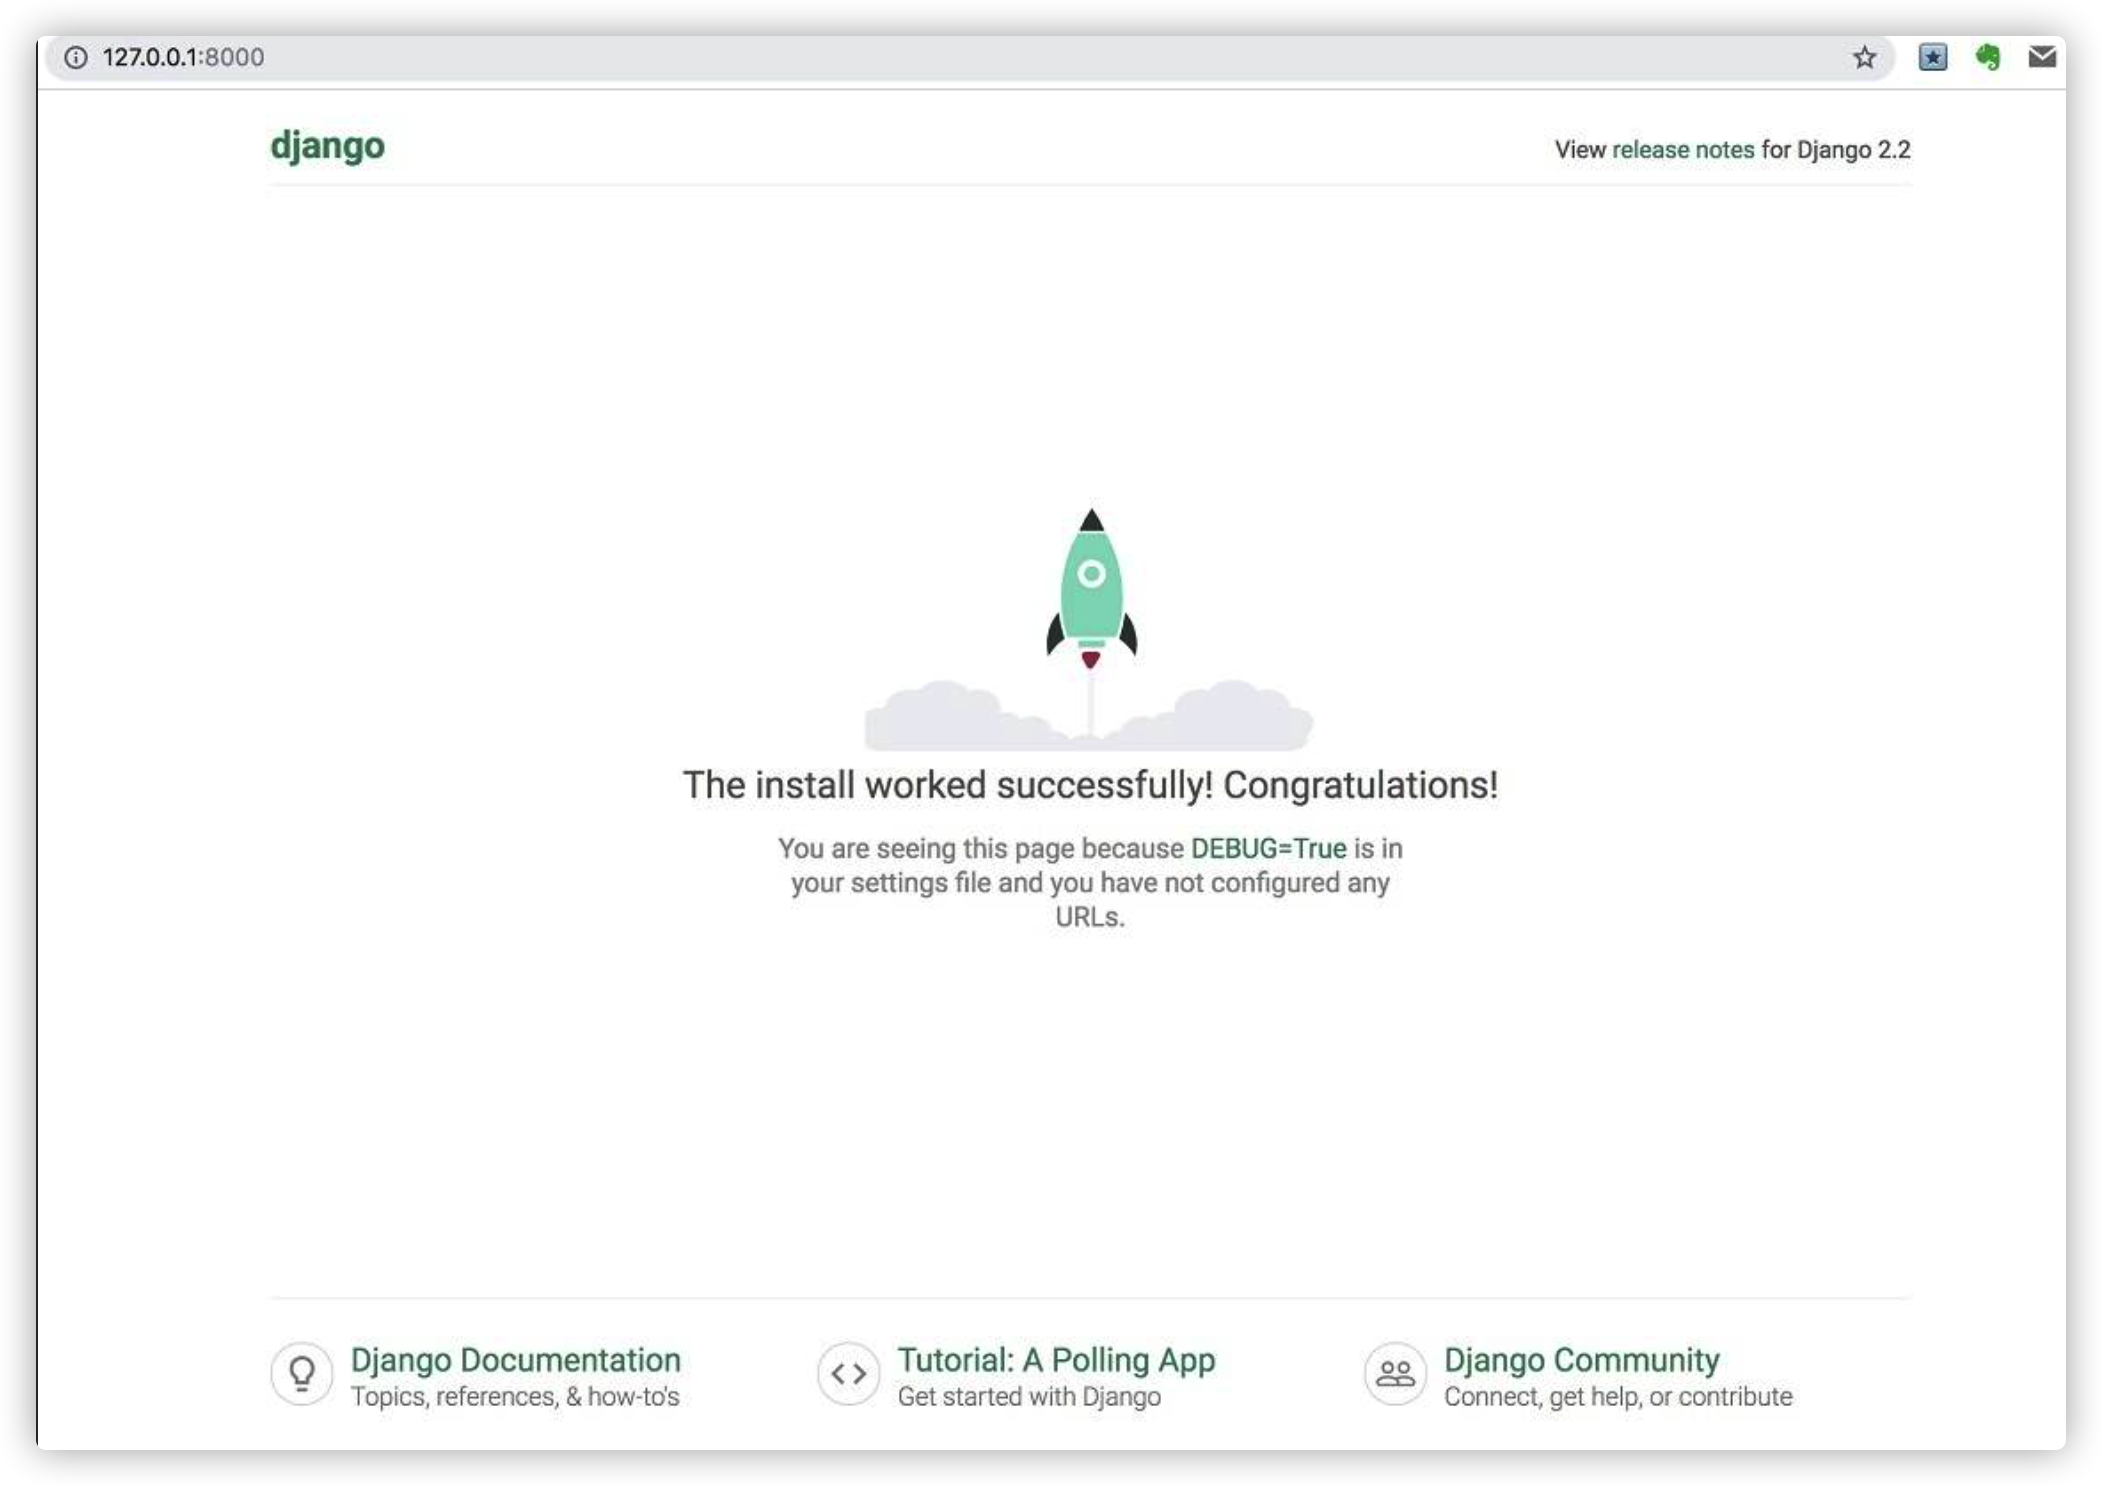 127.0.0.1:8000
django
View release notes for Django 2.2
The install worked successfully! Congratulations!
You are seeing this page because DEBUG=True is in
your settings file and you have not configured any
URLs.
Django Documentation
Topics, references, & how-to's
Tutorial: A Polling App
Get started with Django
Django Community
Connect, get help, or contribute